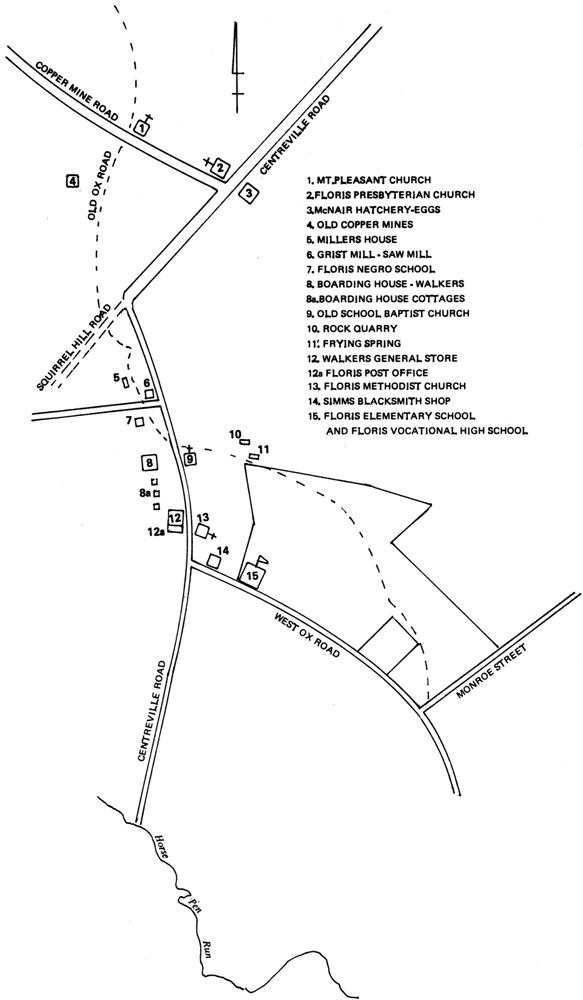 COPPER MINE ROAD
CENTREVILLE ROAD
1
2
3
4
OLD OX ROAD
1. MT.PLEASANT CHURCH
2.FLORIS PRESBYTERIAN CHURCH
3.McNAIR HATCHERY-EGGS
4. OLD COPPER MINES
5. MILLERS HOUSE
6. GRIST MILL - SAW MILL
7. FLORIS NEGRO SCHOOL
8. BOARDING HOUSE - WALKERS
8a.BOARDING HOUSE COTTAGES
9. OLD SCHOOL BAPTIST CHURCH
10. ROCK QUARRY
11. FRYING SPRING
12. WALKERS GENERAL STORE
12a FLORIS POST OFFICE
13. FLORIS METHODIST CHURCH
14. SIMMS BLACKSMITH SHOP
15. FLORIS ELEMENTARY SCHOOL
AND FLORIS VOCATIONAL HIGH SCHOOL
SQUIRREL HILL ROAD
5
6
7
8
9
10
11
8a
12
12a
13
14
15
WEST OX ROAD
MONROE STREET
CENTREVILLE ROAD
Horse
Pen
Run